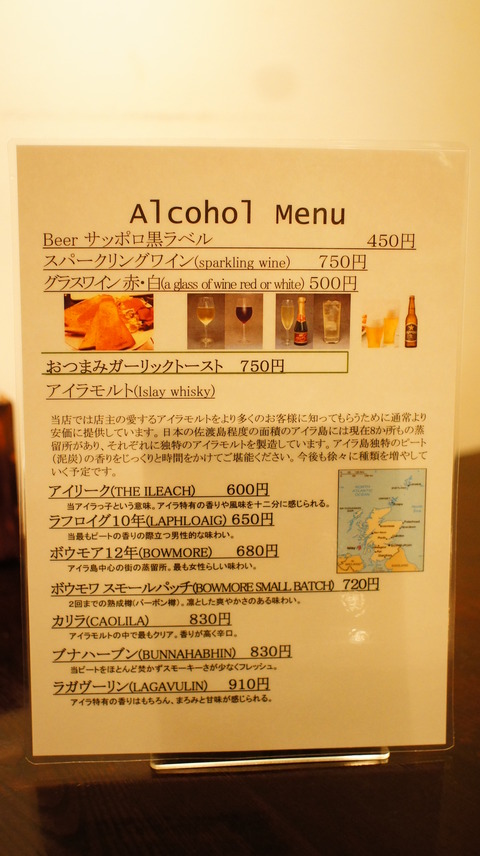 Alcohol Menu
Beer サッポロ黒ラベル 450円
スパークリングワイン(sparkling wine) 750円
グラスワイン 赤・白(a glass of wine red or white) 500円
おつまみガーリックトースト 750円
アイラモルト(Islay whisky)
当店では店主の愛するアイラモルトをより多くのお客様に知ってもらうために通常より
安価に提供しています。日本の佐渡島程度の面積のアイラ島には現在8か所もの蒸
留所があり、それぞれに独特のアイラモルトを製造しています。アイラ島独特のピート
(泥炭)の香りをじっくりと時間をかけてご堪能ください。今後も徐々に種類を増やして
いく予定です。
アイリーク(THE ILEACH) 600円
当アイラっ子という意味。アイラ特有の香りや風味を十二分に感じられる。
ラフロイグ10年(LAPHLOAIG) 650円
当最もピートの香りの際立つ男性的な味わい。
ボウモア12年(BOWMORE) 680円
アイラ島中心の街の蒸留所。最も女性らしい味わい。
ボウモワ スモールパッチ(BOWMORE SMALL BATCH) 720円
2回までの熟成樽(バーボン樽)。凛とした爽やかさのある味わい。
カリラ(CAOLILA) 830円
アイラモルトの中で最もクリア。香りが高く辛口。
ブナハーブン(BUNNAHABHIN) 830円
当ピートをほとんど焚かずスモーキーさが少なくフレッシュ。
ラガヴーリン(LAGAVULIN) 910円
アイラ特有の香りはもちろん、まろみと甘味が感じられる。